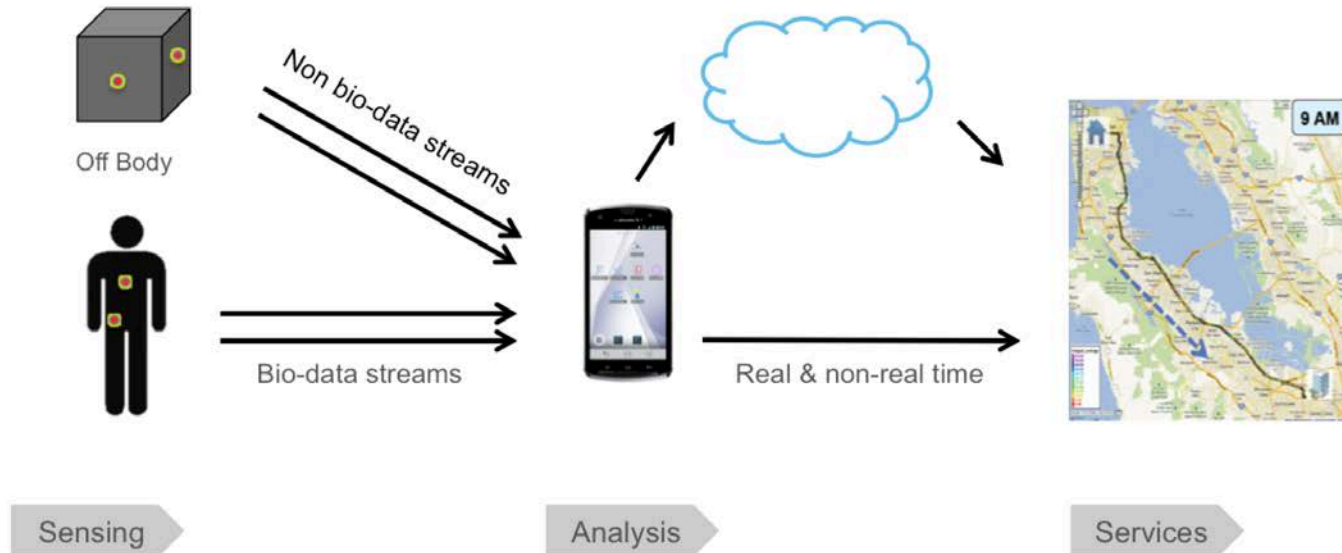 Off Body
Non bio-data streams
Bio-data streams
Real & non-real time
9 AM
Sensing
Analysis
Services